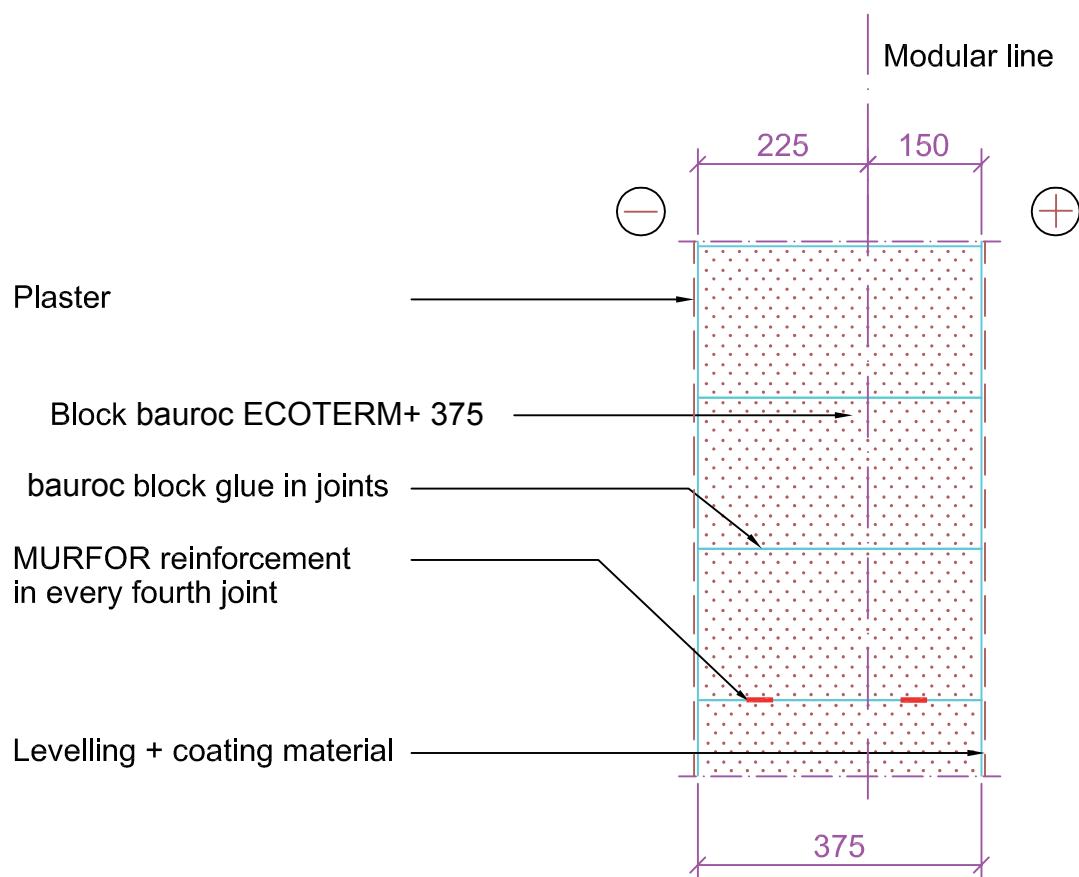 Modular line
225
150
Plaster
Block bauroc ECOTERM+ 375
bauroc block glue in joints
MURFOR reinforcement
in every fourth joint
Levelling + coating material
375